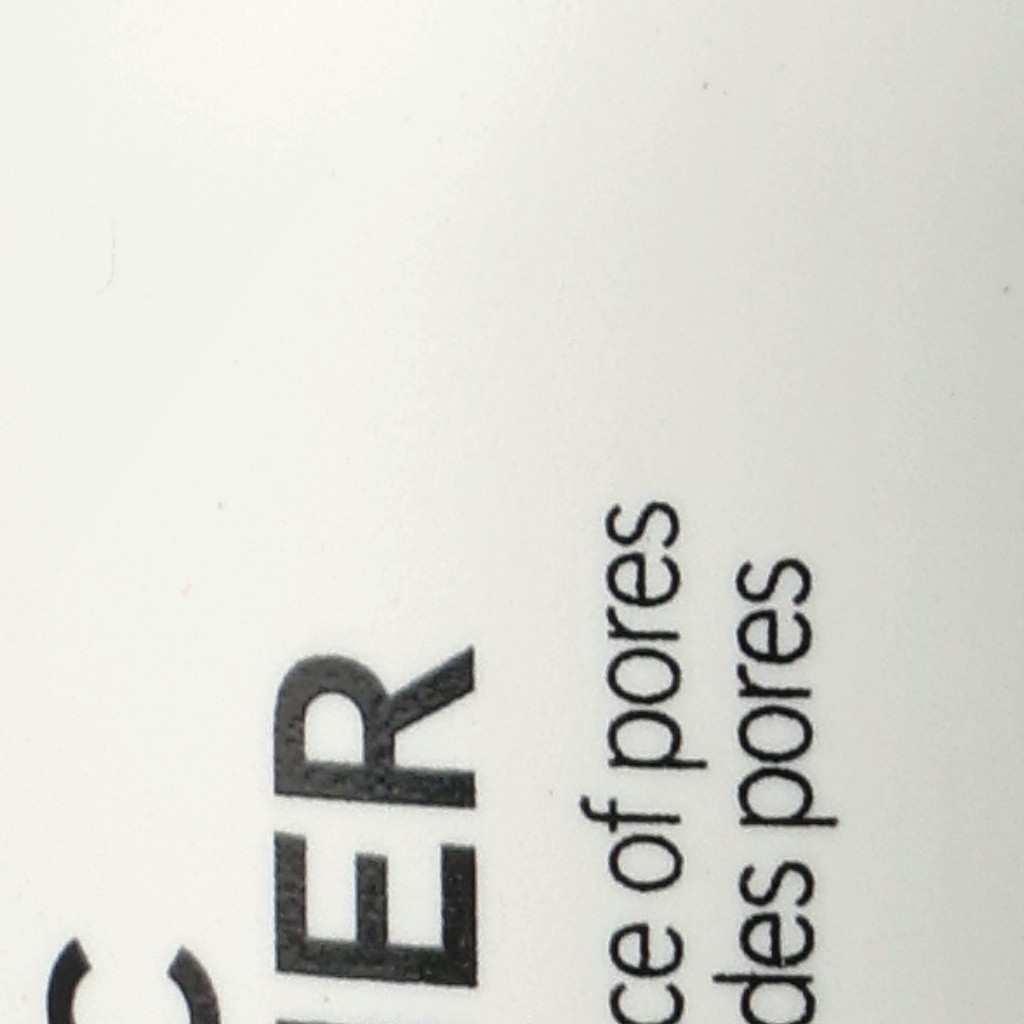 C
ER
ce of pores
des pores